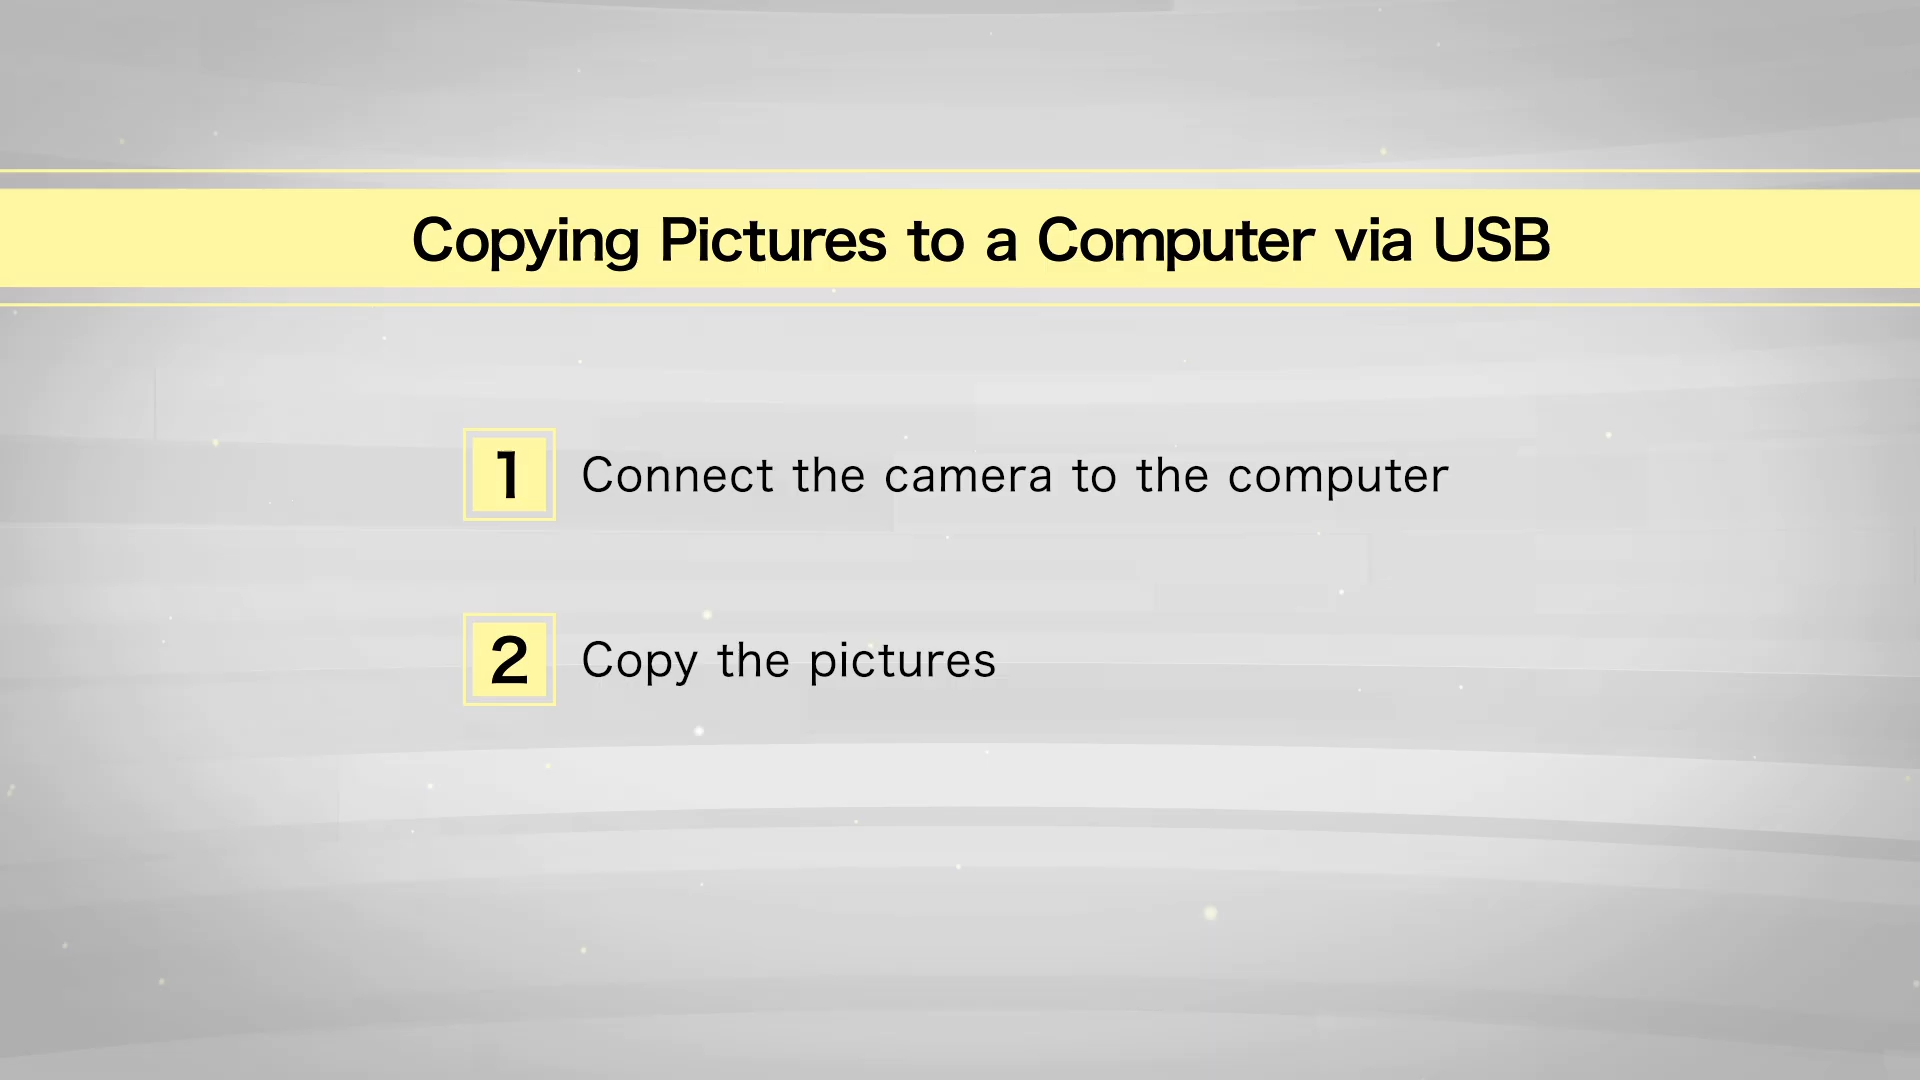 Copying Pictures to a Computer via USB
1 Connect the camera to the computer
2 Copy the pictures